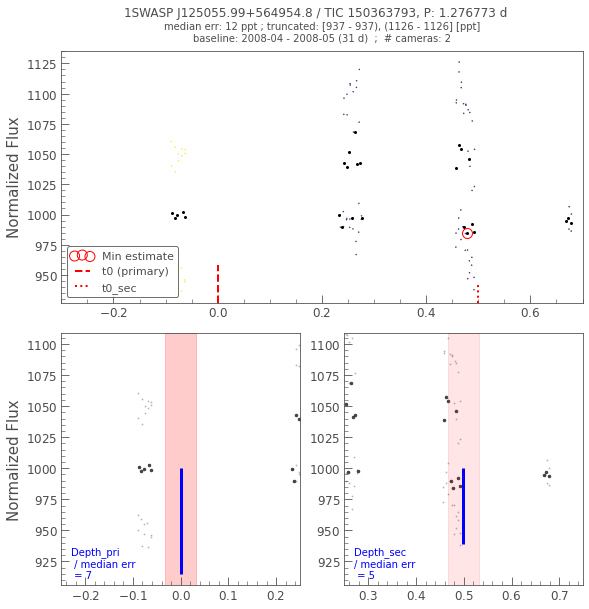 1SWASP J125055.99+564954.8 / TIC 150363793, P: 1.276773 d
median err: 12 ppt ; truncated: [937 - 937), (1126 - 1126] [ppt]
baseline: 2008-04 - 2008-05 (31 d)  ;  # cameras: 2
Normalized Flux
1125
1100
1075
1050
1025
1000
975
950
Min estimate
t0 (primary)
t0_sec
−0.2 0.0 0.2 0.4 0.6
Normalized Flux
1100
1075
1050
1025
1000
975
950
925
Depth_pri
/ median err
= 7
−0.2 −0.1 0.0 0.1 0.2
1100
1075
1050
1025
1000
975
950
925
Depth_sec
/ median err
= 5
0.3 0.4 0.5 0.6 0.7